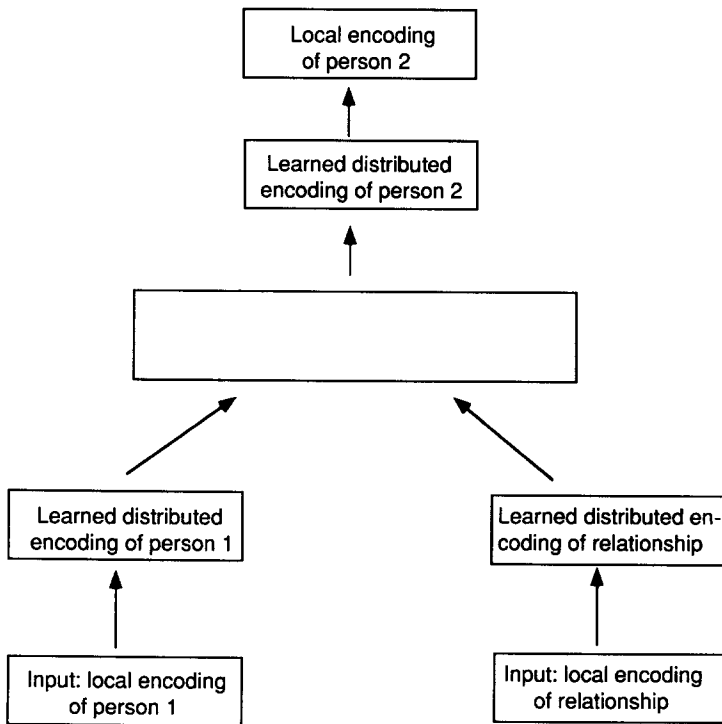 Local encoding
of person 2
Learned distributed
encoding of person 2
Learned distributed
encoding of person 1
Learned distributed en-
coding of relationship
Input: local encoding
of person 1
Input: local encoding
of relationship